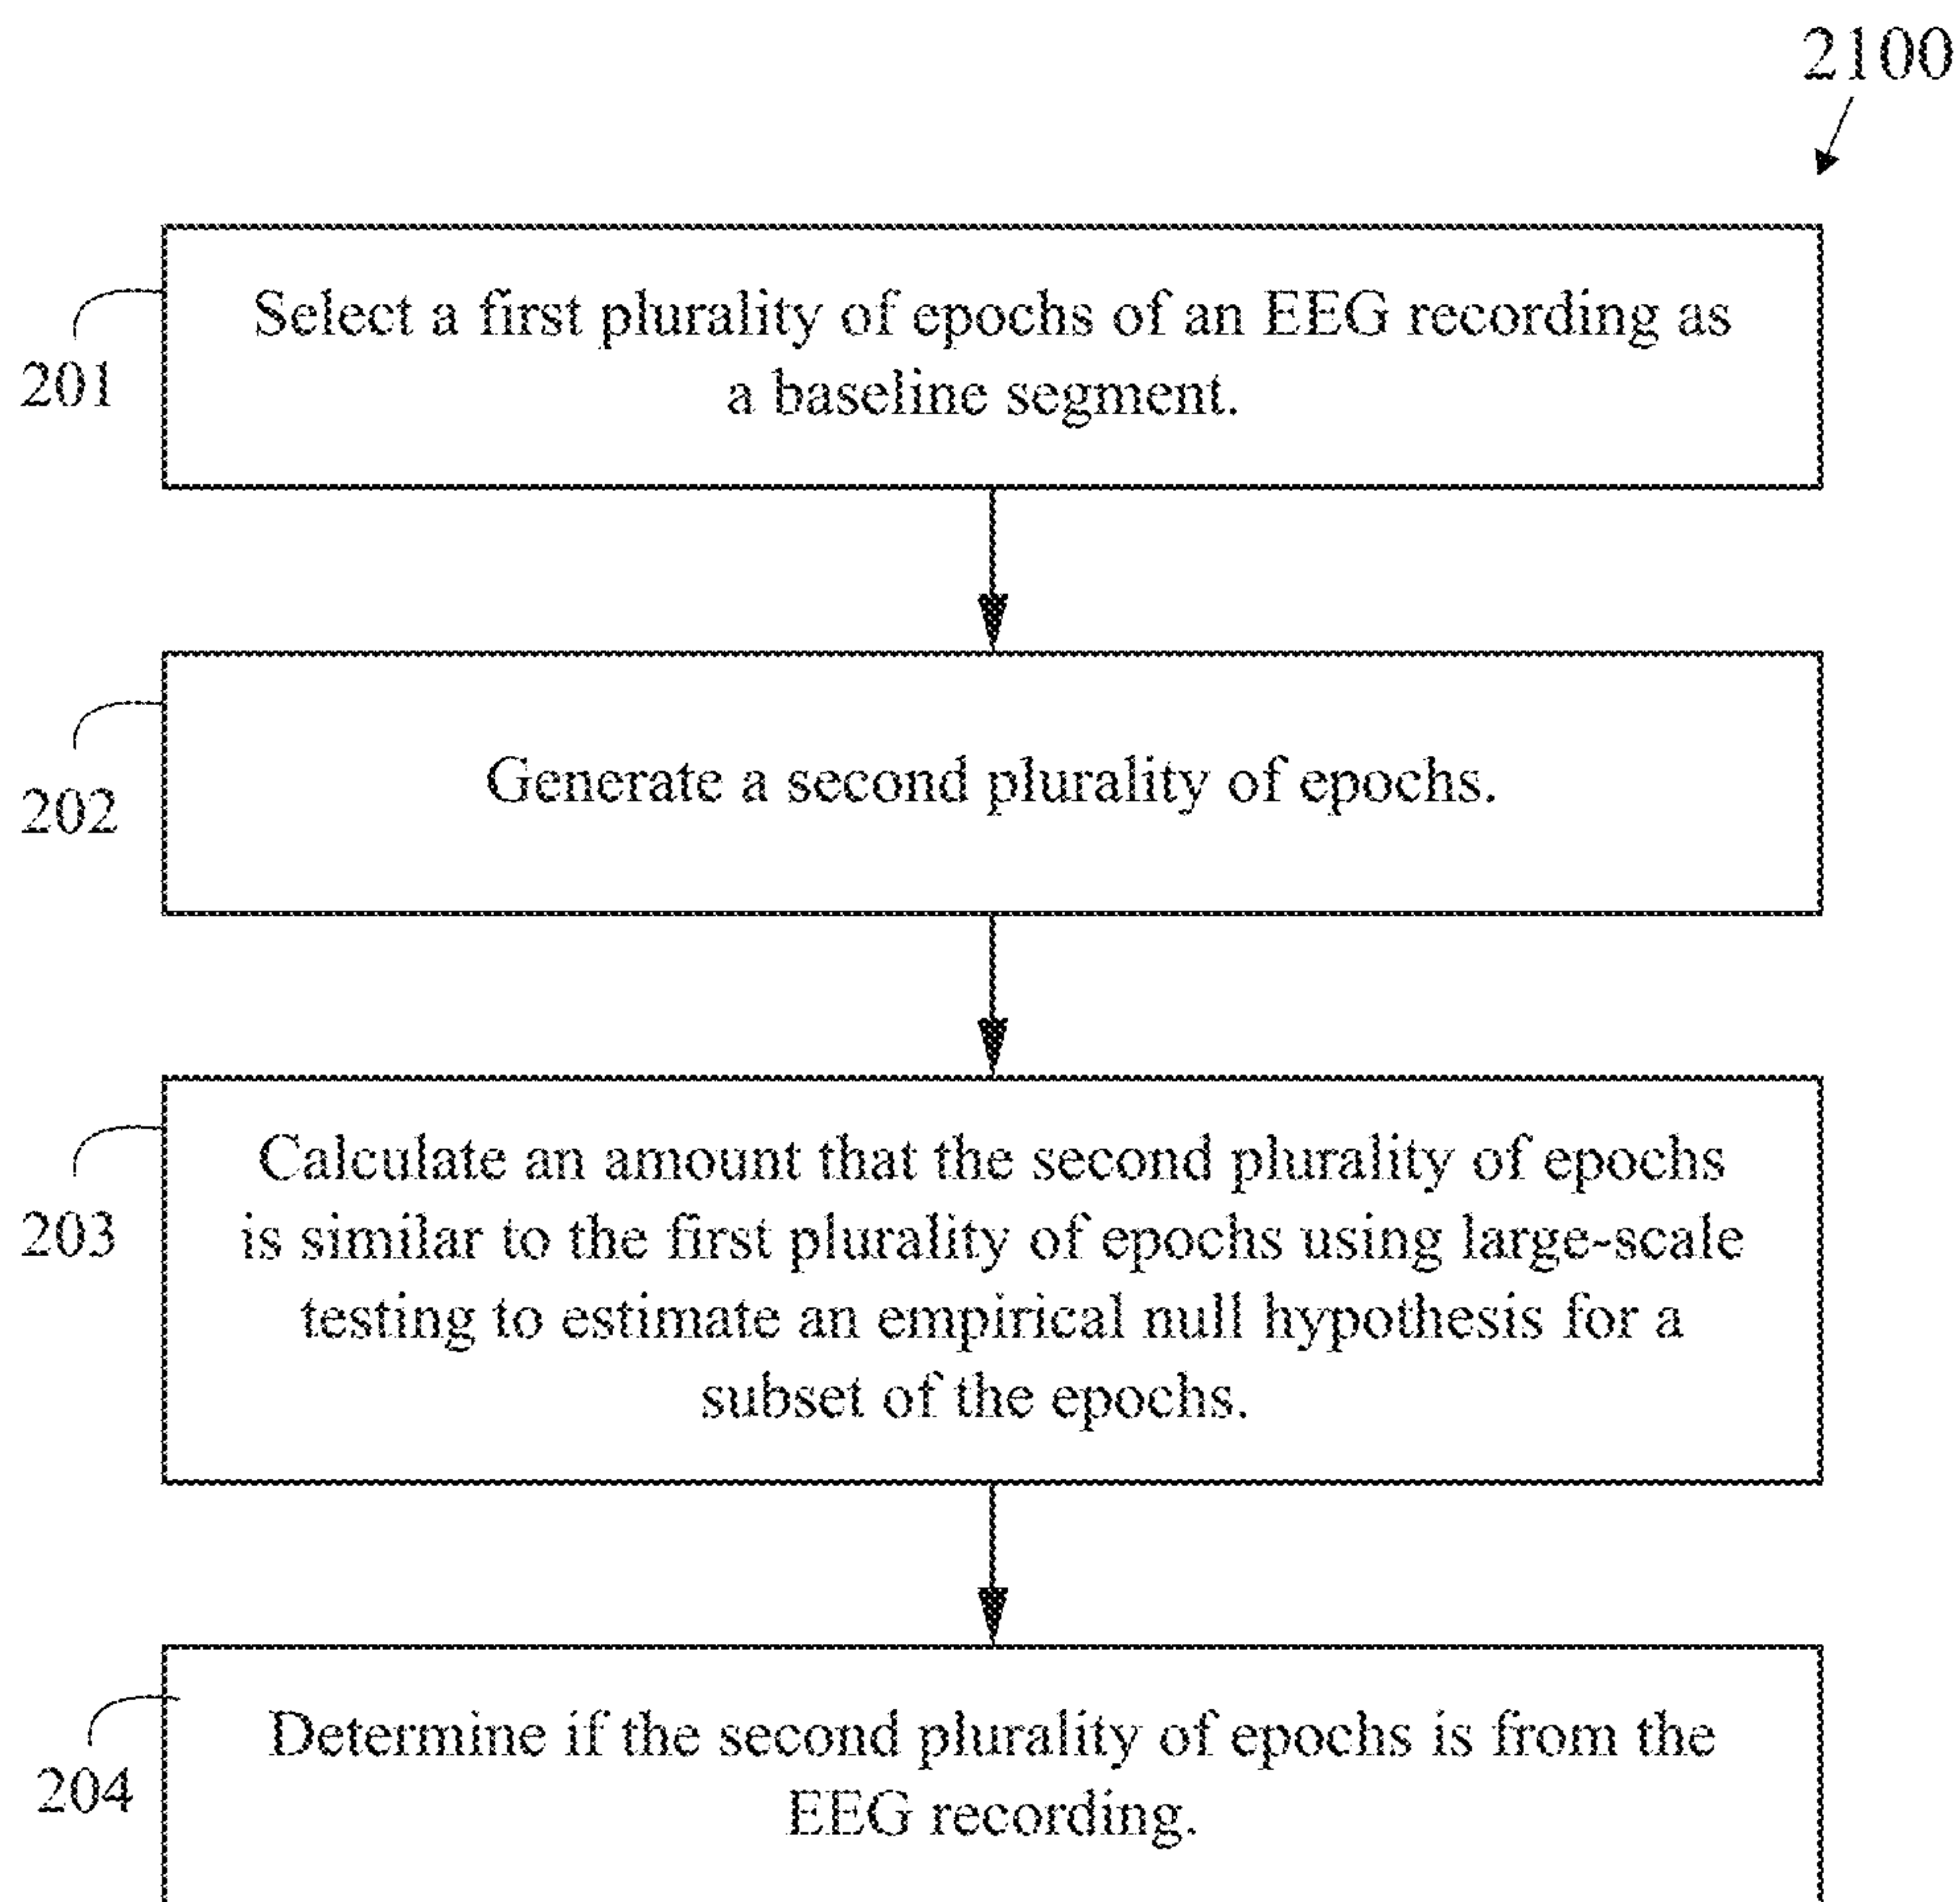 2100
Select a first plurality of epochs of an EEG recording as
a baseline segment.
201
Generate a second plurality of epochs.
202
Calculate an amount that the second plurality of epochs
is similar to the first plurality of epochs using large-scale
testing to estimate an empirical null hypothesis for a
subset of the epochs.
203
Determine if the second plurality of epochs is from the
EEG recording.
204